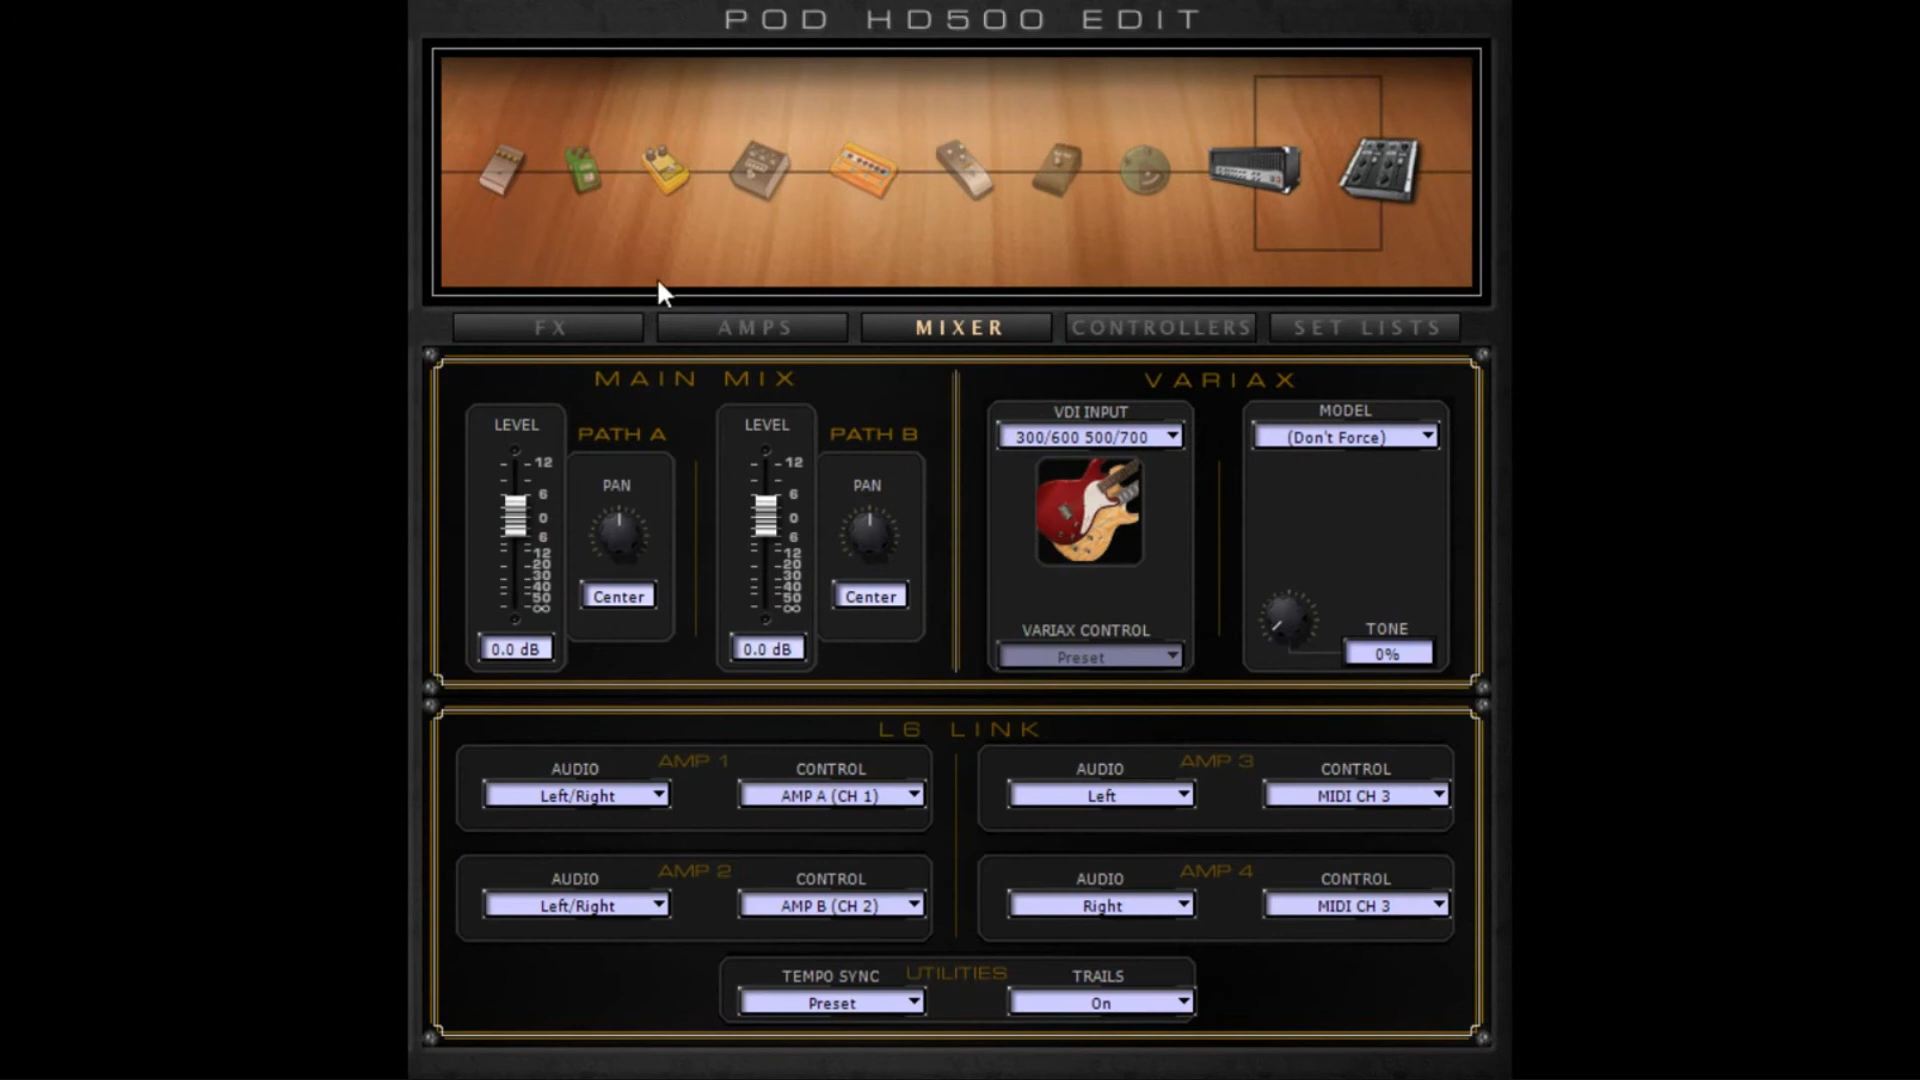 POD HD500 EDIT
FX AMPS MIXER CONTROLLERS SET LISTS
MAIN MIX
LEVEL PATH A
12
6
0
6
12
20
30
40
50
∞
PAN
Center
0.0 dB
LEVEL PATH B
12
6
0
6
12
20
30
40
50
∞
PAN
Center
0.0 dB
VARIAX
VDI INPUT
300/600 500/700
VARIAX CONTROL
Preset
MODEL
(Don't Force)
TONE
0%
L6 LINK
AMP 1
AUDIO CONTROL
Left/Right AMP A (CH 1)
AMP 3
AUDIO CONTROL
Left MIDI CH 3
AMP 2
AUDIO CONTROL
Left/Right AMP B (CH 2)
AMP 4
AUDIO CONTROL
Right MIDI CH 3
TEMPO SYNC UTILITIES TRAILS
Preset On